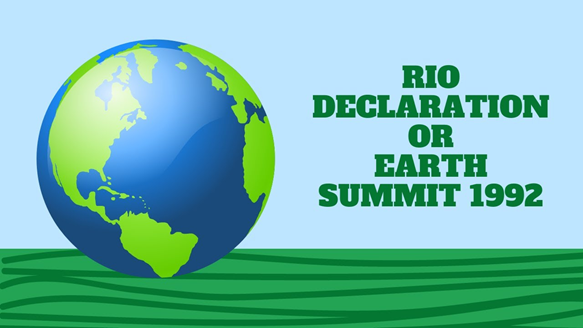 RIO
DECLARATION
OR
EARTH
SUMMIT 1992